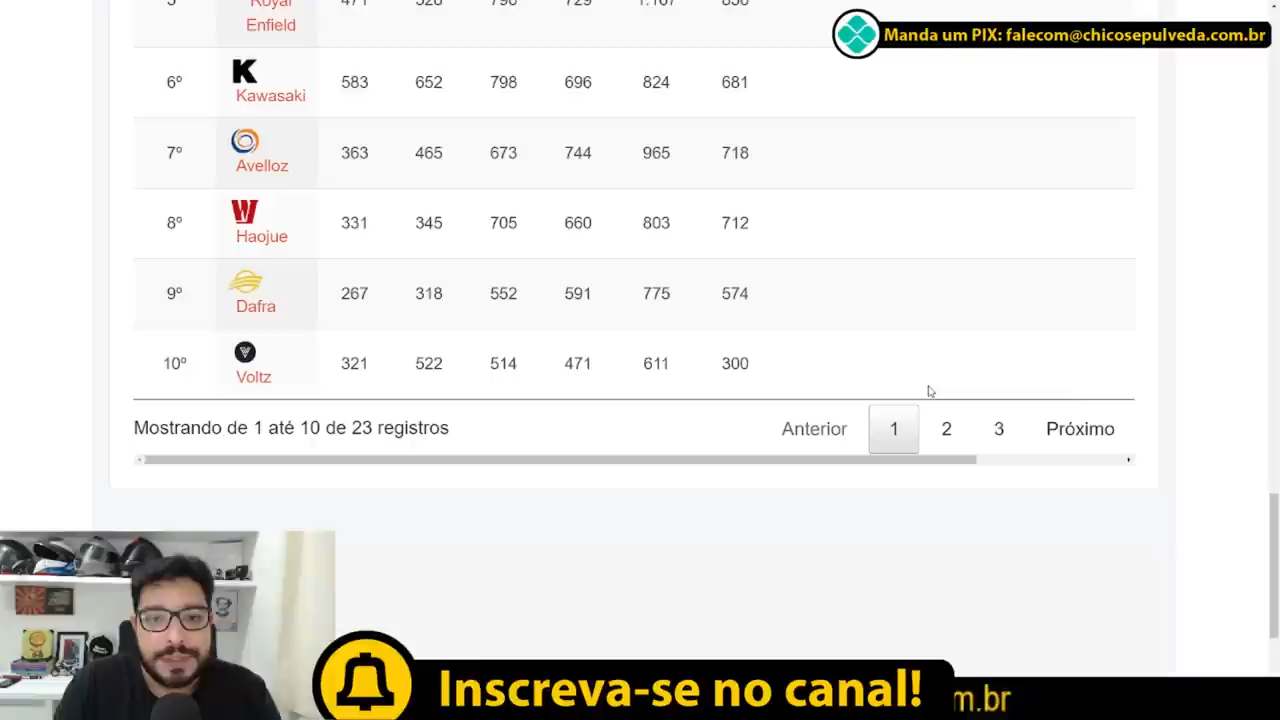 Manda um PIX: falecom@chicosepulveda.com.br
Royal
Enfield
6º Kawasaki 583 652 798 696 824 681
7º Avelloz 363 465 673 744 965 718
8º Haojue 331 345 705 660 803 712
9º Dafra 267 318 552 591 775 574
10º Voltz 321 522 514 471 611 300
Mostrando de 1 até 10 de 23 registros
Anterior 1 2 3 Próximo
Inscreva-se no canal!
m.br